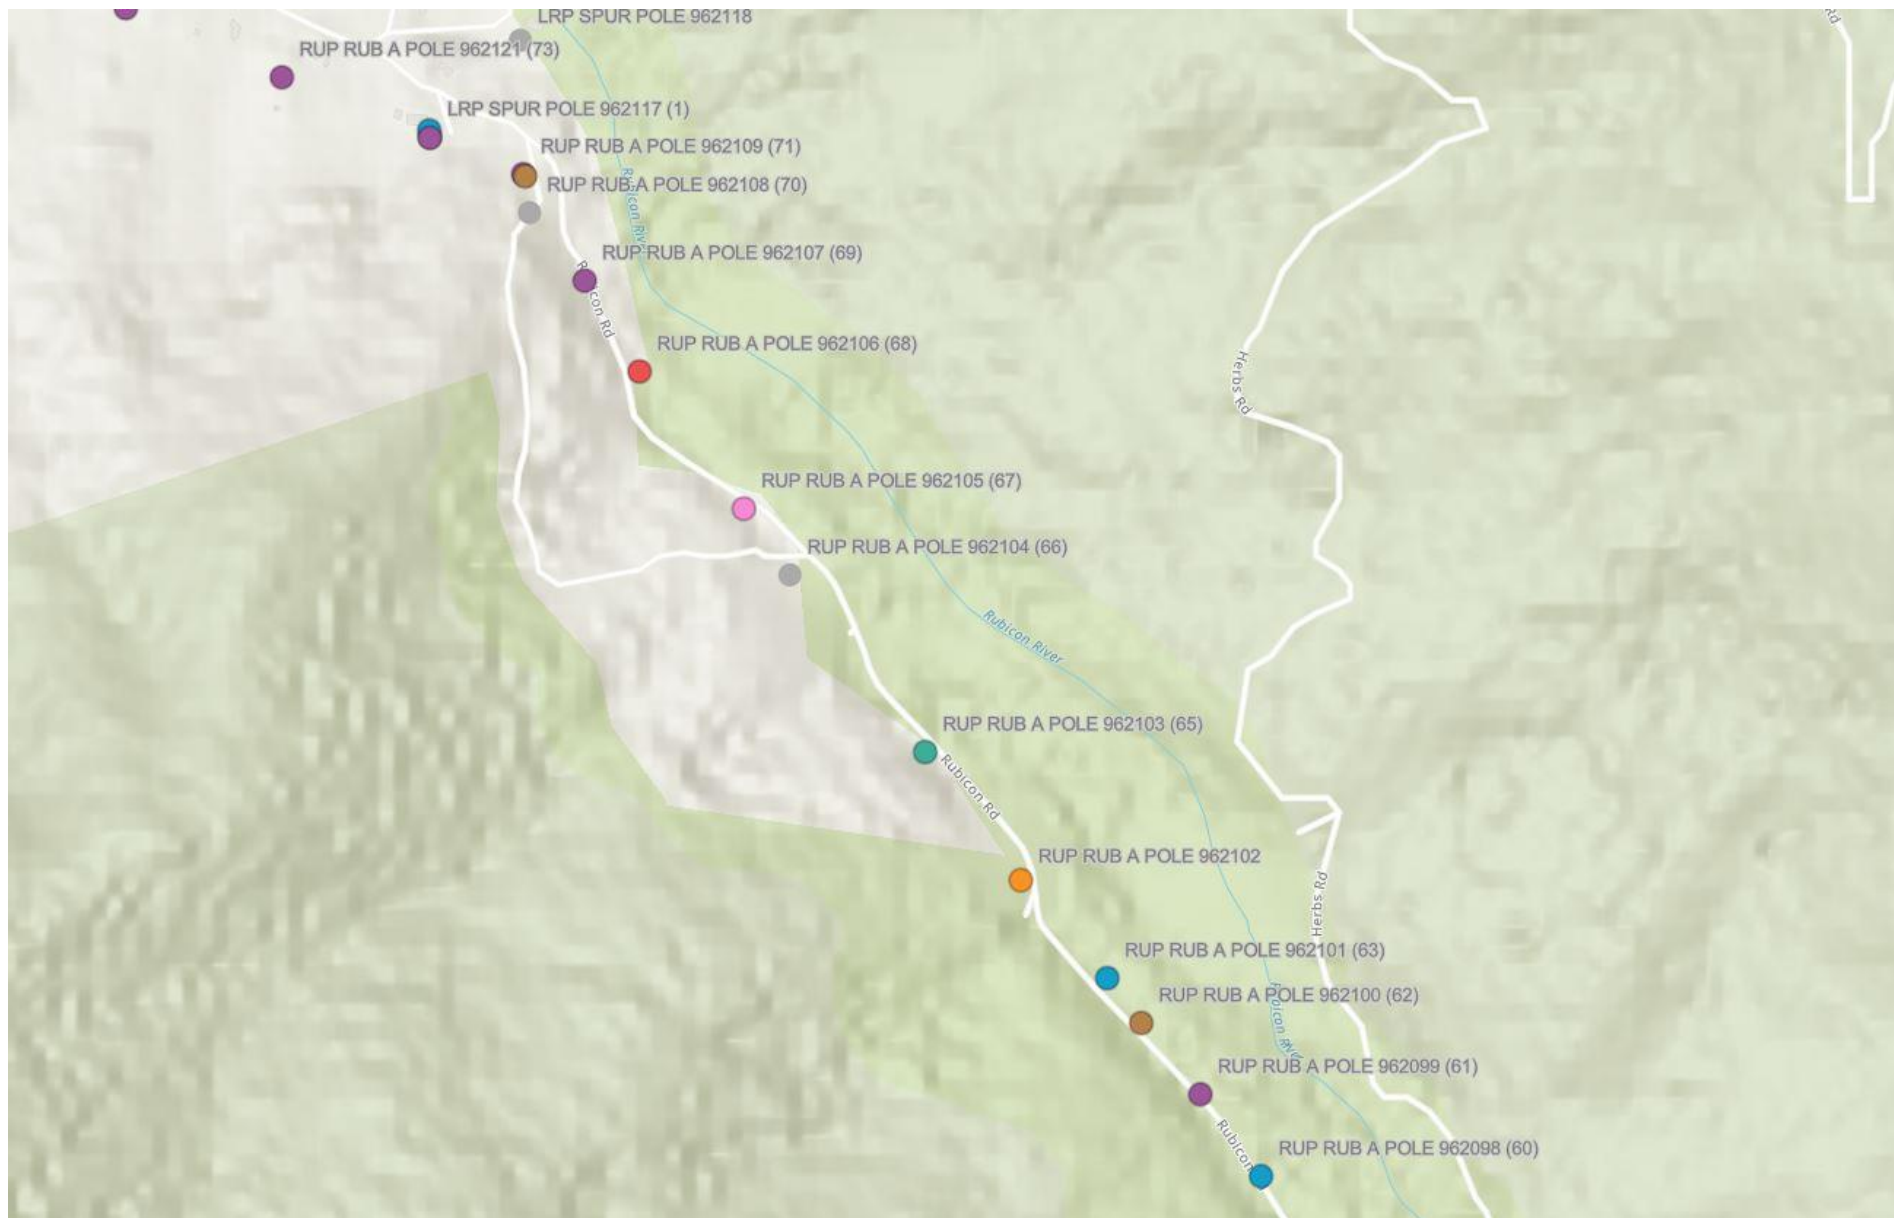 LRP SPUR POLE 962118
Rd
RUP RUB A POLE 962121 (73)
LRP SPUR POLE 962117 (1)
RUP RUB A POLE 962109 (71)
RUP RUB A POLE 962108 (70)
Rubicon River
RUP RUB A POLE 962107 (69)
Rubicon Rd
RUP RUB A POLE 962106 (68)
Herbs Rd
RUP RUB A POLE 962105 (67)
RUP RUB A POLE 962104 (66)
Rubicon River
RUP RUB A POLE 962103 (65)
Rubicon Rd
RUP RUB A POLE 962102
Herbs Rd
RUP RUB A POLE 962101 (63)
RUP RUB A POLE 962100 (62)
Rubicon River
RUP RUB A POLE 962099 (61)
Rubicon
RUP RUB A POLE 962098 (60)